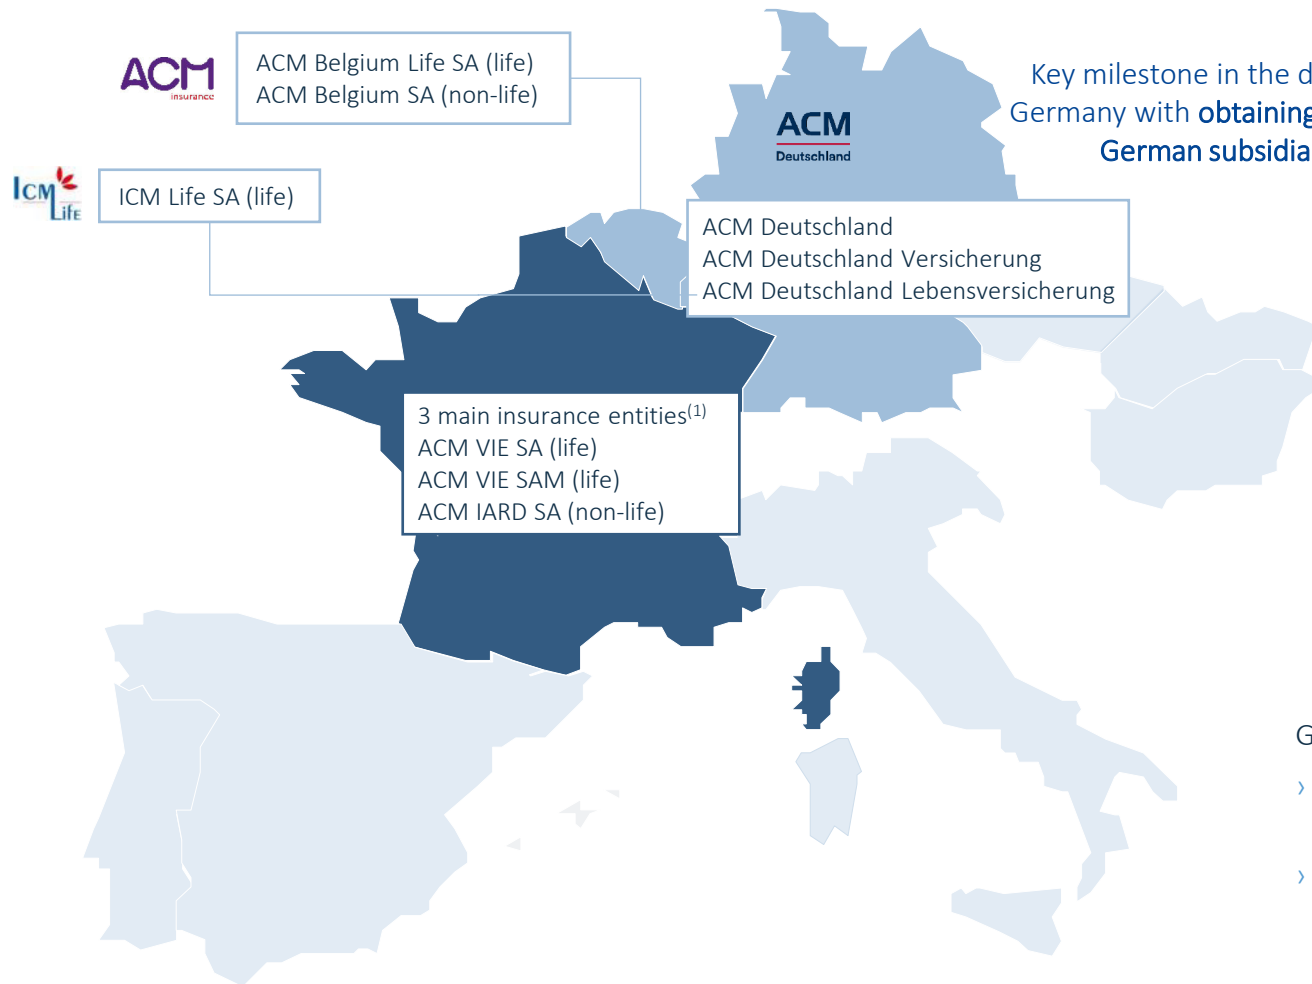 ACM
insurance
ACM Belgium Life SA (life)
ACM Belgium SA (non-life)
ICM
Life
ICM Life SA (life)
ACM
Deutschland
Key milestone in the d
Germany with obtaining
German subsidia
ACM Deutschland
ACM Deutschland Versicherung
ACM Deutschland Lebensversicherung
3 main insurance entities(1)
ACM VIE SA (life)
ACM VIE SAM (life)
ACM IARD SA (non-life)
G
›
›